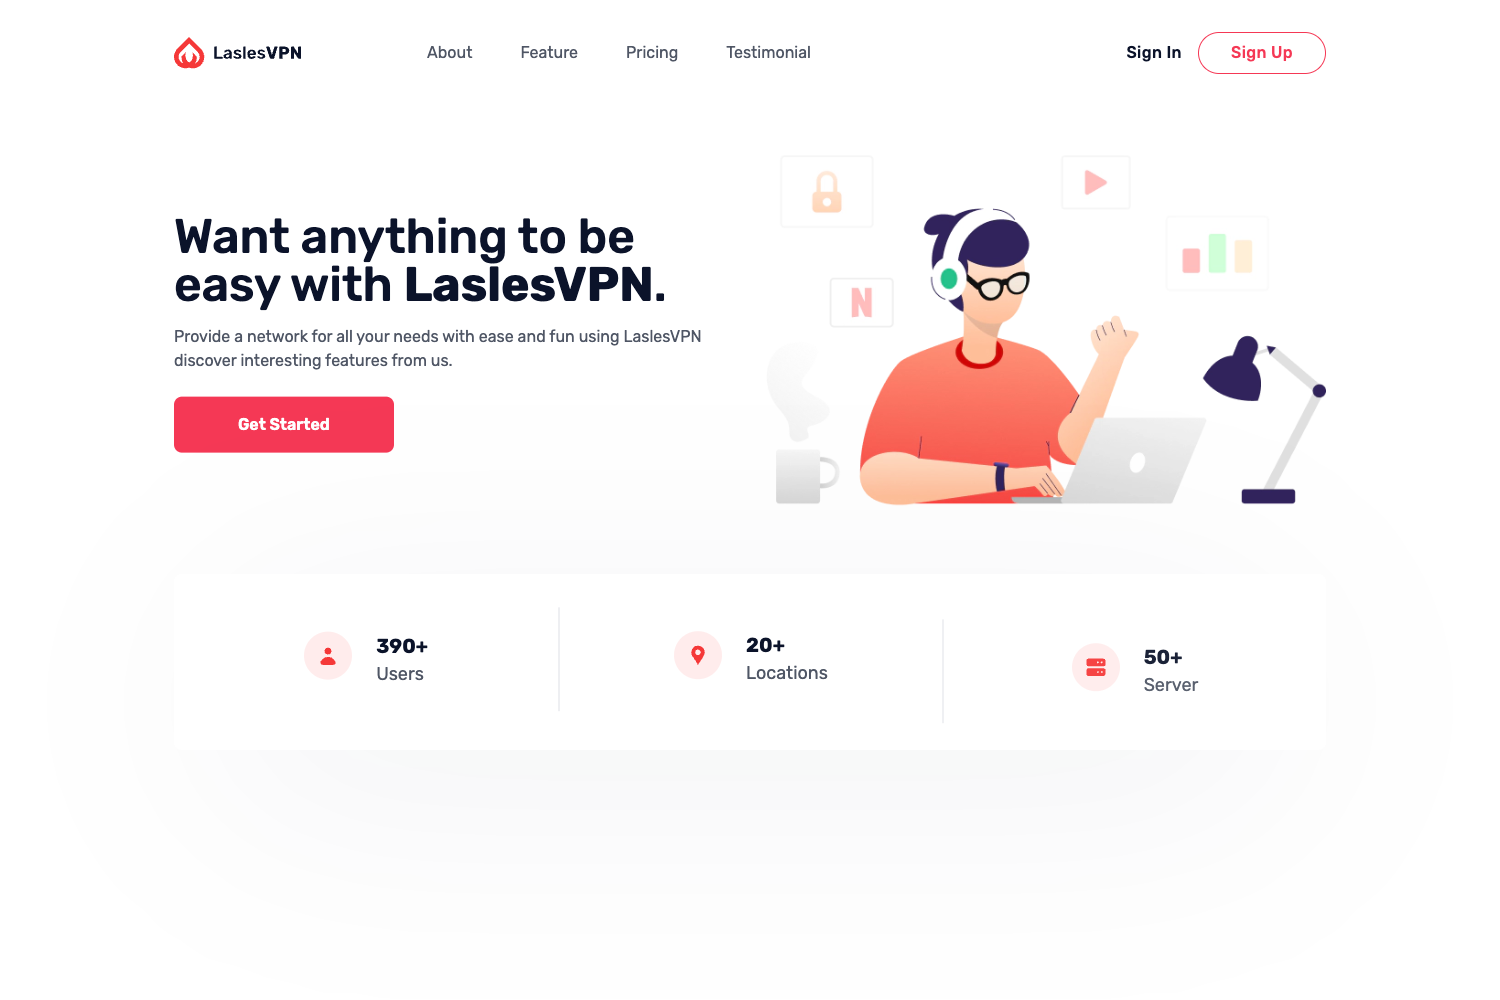 LaslesVPN
About
Feature
Pricing
Testimonial
Sign In
Sign Up
Want anything to be
easy with LaslesVPN.
Provide a network for all your needs with ease and fun using LaslesVPN
discover interesting features from us.
Get Started
N
390+
Users
20+
Locations
50+
Server